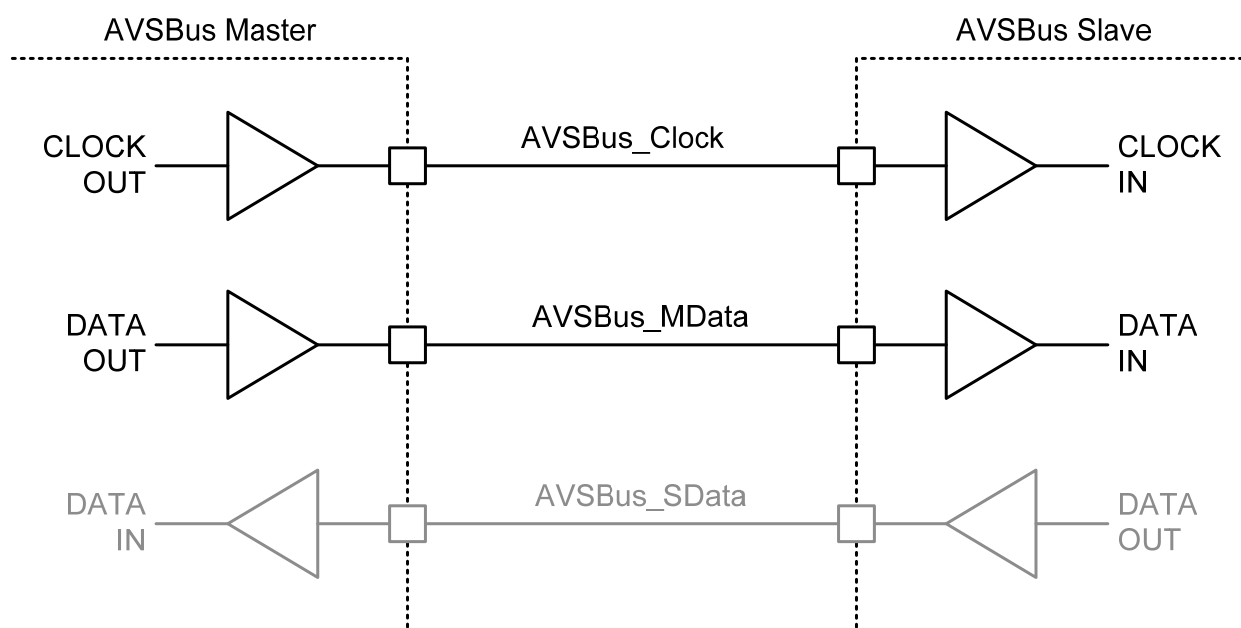 AVSBus Master
AVSBus Slave
CLOCK
OUT
AVSBus_Clock
CLOCK
IN
DATA
OUT
AVSBus_MData
DATA
IN
DATA
IN
AVSBus_SData
DATA
OUT